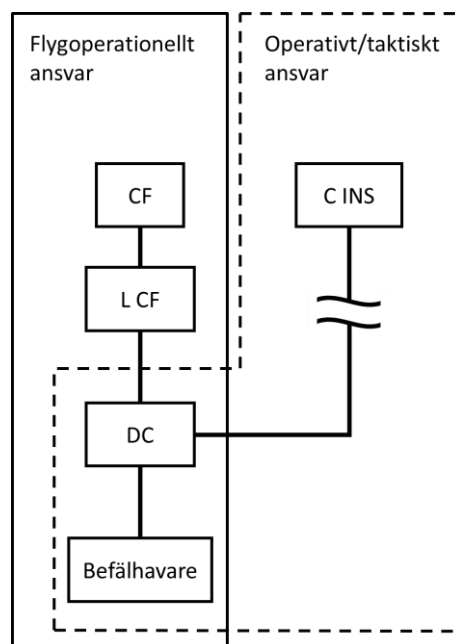 Flygoperationellt
ansvar
Operativt/taktiskt
ansvar
CF
C INS
L CF
DC
Befälhavare